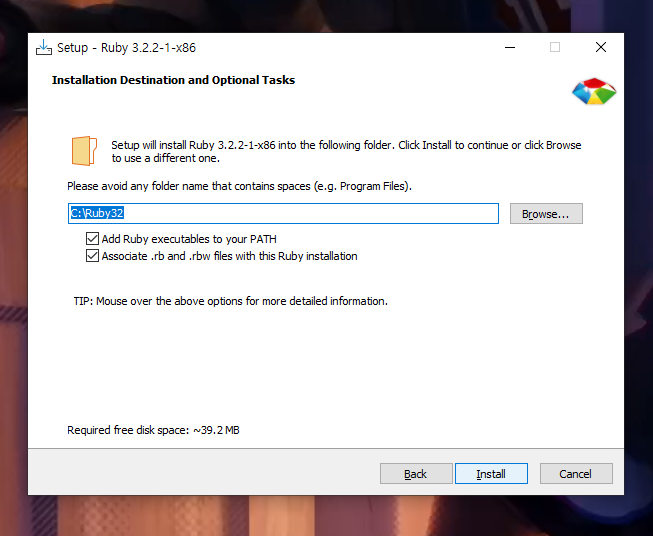 Setup - Ruby 3.2.2-1-x86
Installation Destination and Optional Tasks
Setup will install Ruby 3.2.2-1-x86 into the following folder. Click Install to continue or click Browse
to use a different one.
Please avoid any folder name that contains spaces (e.g. Program Files).
C:\Ruby32
Browse...
Add Ruby executables to your PATH
Associate .rb and .rbw files with this Ruby installation
TIP: Mouse over the above options for more detailed information.
Required free disk space: ~39.2 MB
Back Install Cancel